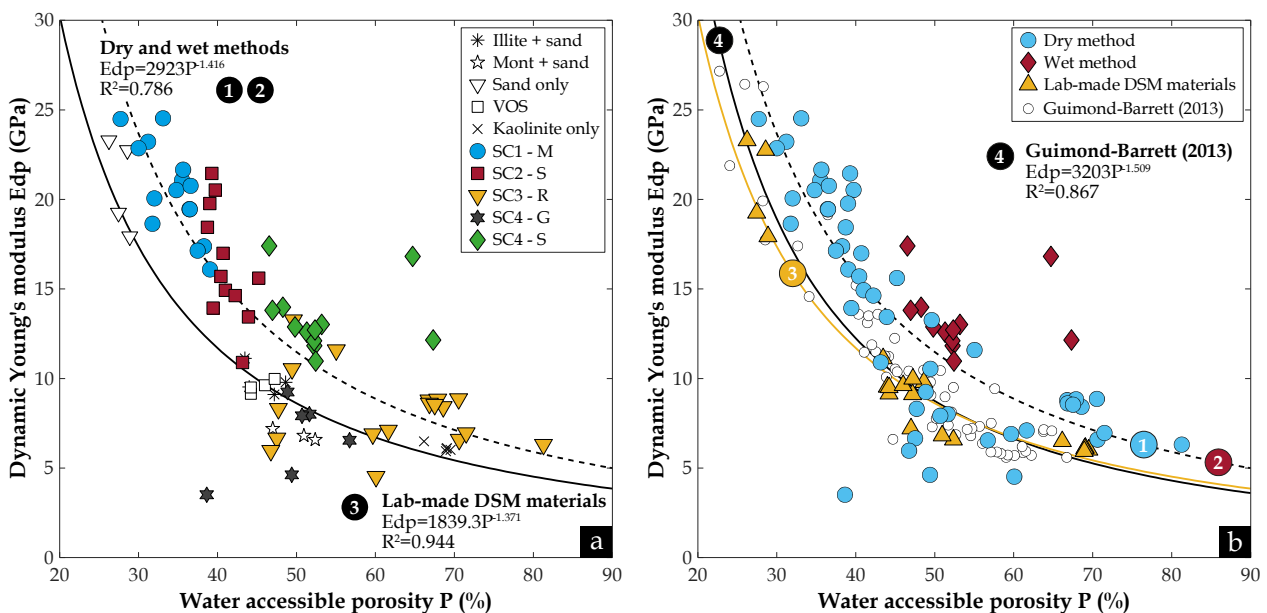 Dynamic Young's modulus Edp (GPa)
30
25
20
15
10
5
0
20
30
40
50
60
70
80
90
Water accessible porosity P (%)
Dry and wet methods
Edp=2923P-1.416
R²=0.786
1 2
Illite + sand
Mont + sand
Sand only
VOS
Kaolinite only
SC1 - M
SC2 - S
SC3 - R
SC4 - G
SC4 - S
3 Lab-made DSM materials
Edp=1839.3P-1.371
R²=0.944
a
Dynamic Young's modulus Edp (GPa)
30
25
20
15
10
5
0
20
30
40
50
60
70
80
90
Water accessible porosity P (%)
4
Dry method
Wet method
Lab-made DSM materials
Guimond-Barrett (2013)
4 Guimond-Barrett (2013)
Edp=3203P-1.509
R²=0.867
3
1
2
b